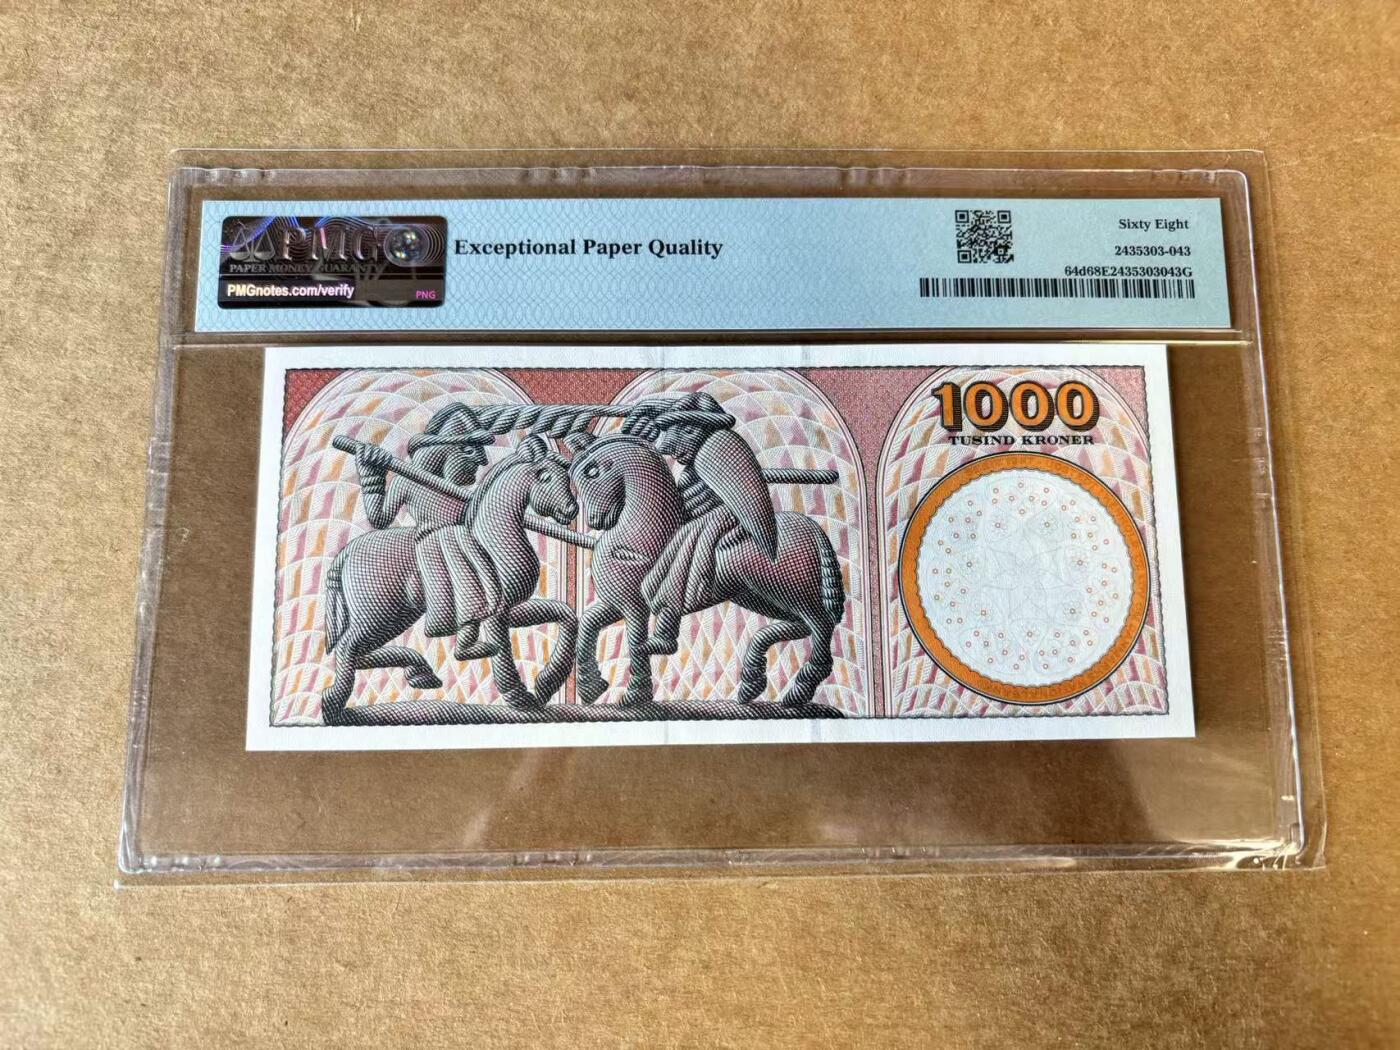 PMG
PAPER MONEY GUARANTY
PMGnotes.com/verify
PNG
Exceptional Paper Quality
Sixty Eight
2435303-043
64d68E2435303043G
1000
TUSIND KRONER